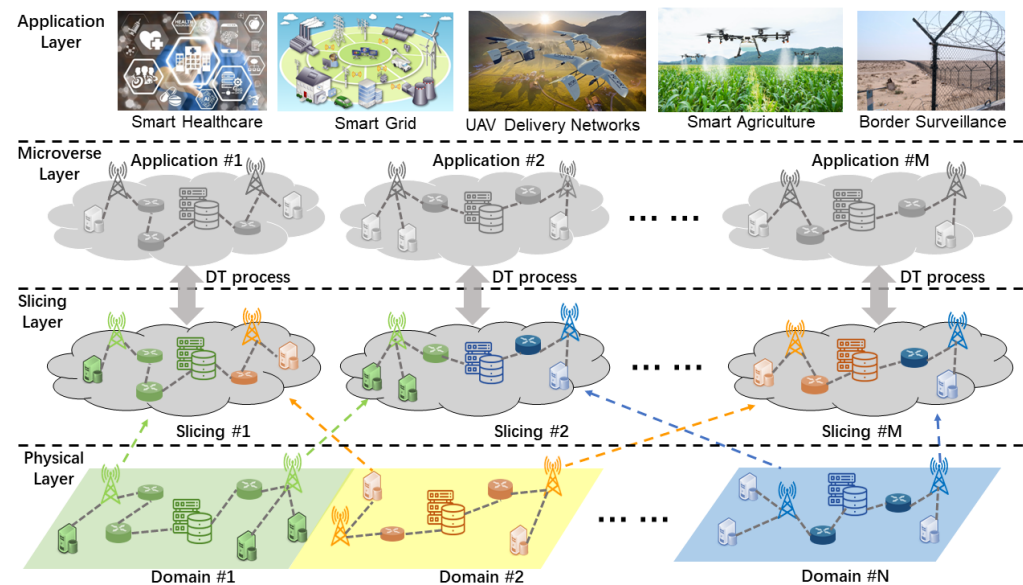 Application
Layer
HEALTH
Smart Healthcare
Smart Grid
UAV Delivery Networks
Smart Agriculture
Border Surveillance
Microverse
Layer
Application #1
Application #2
Application #M
... ...
DT process
DT process
DT process
Slicing
Layer
... ...
Slicing #1
Slicing #2
Slicing #M
Physical
Layer
... ...
Domain #1
Domain #2
Domain #N